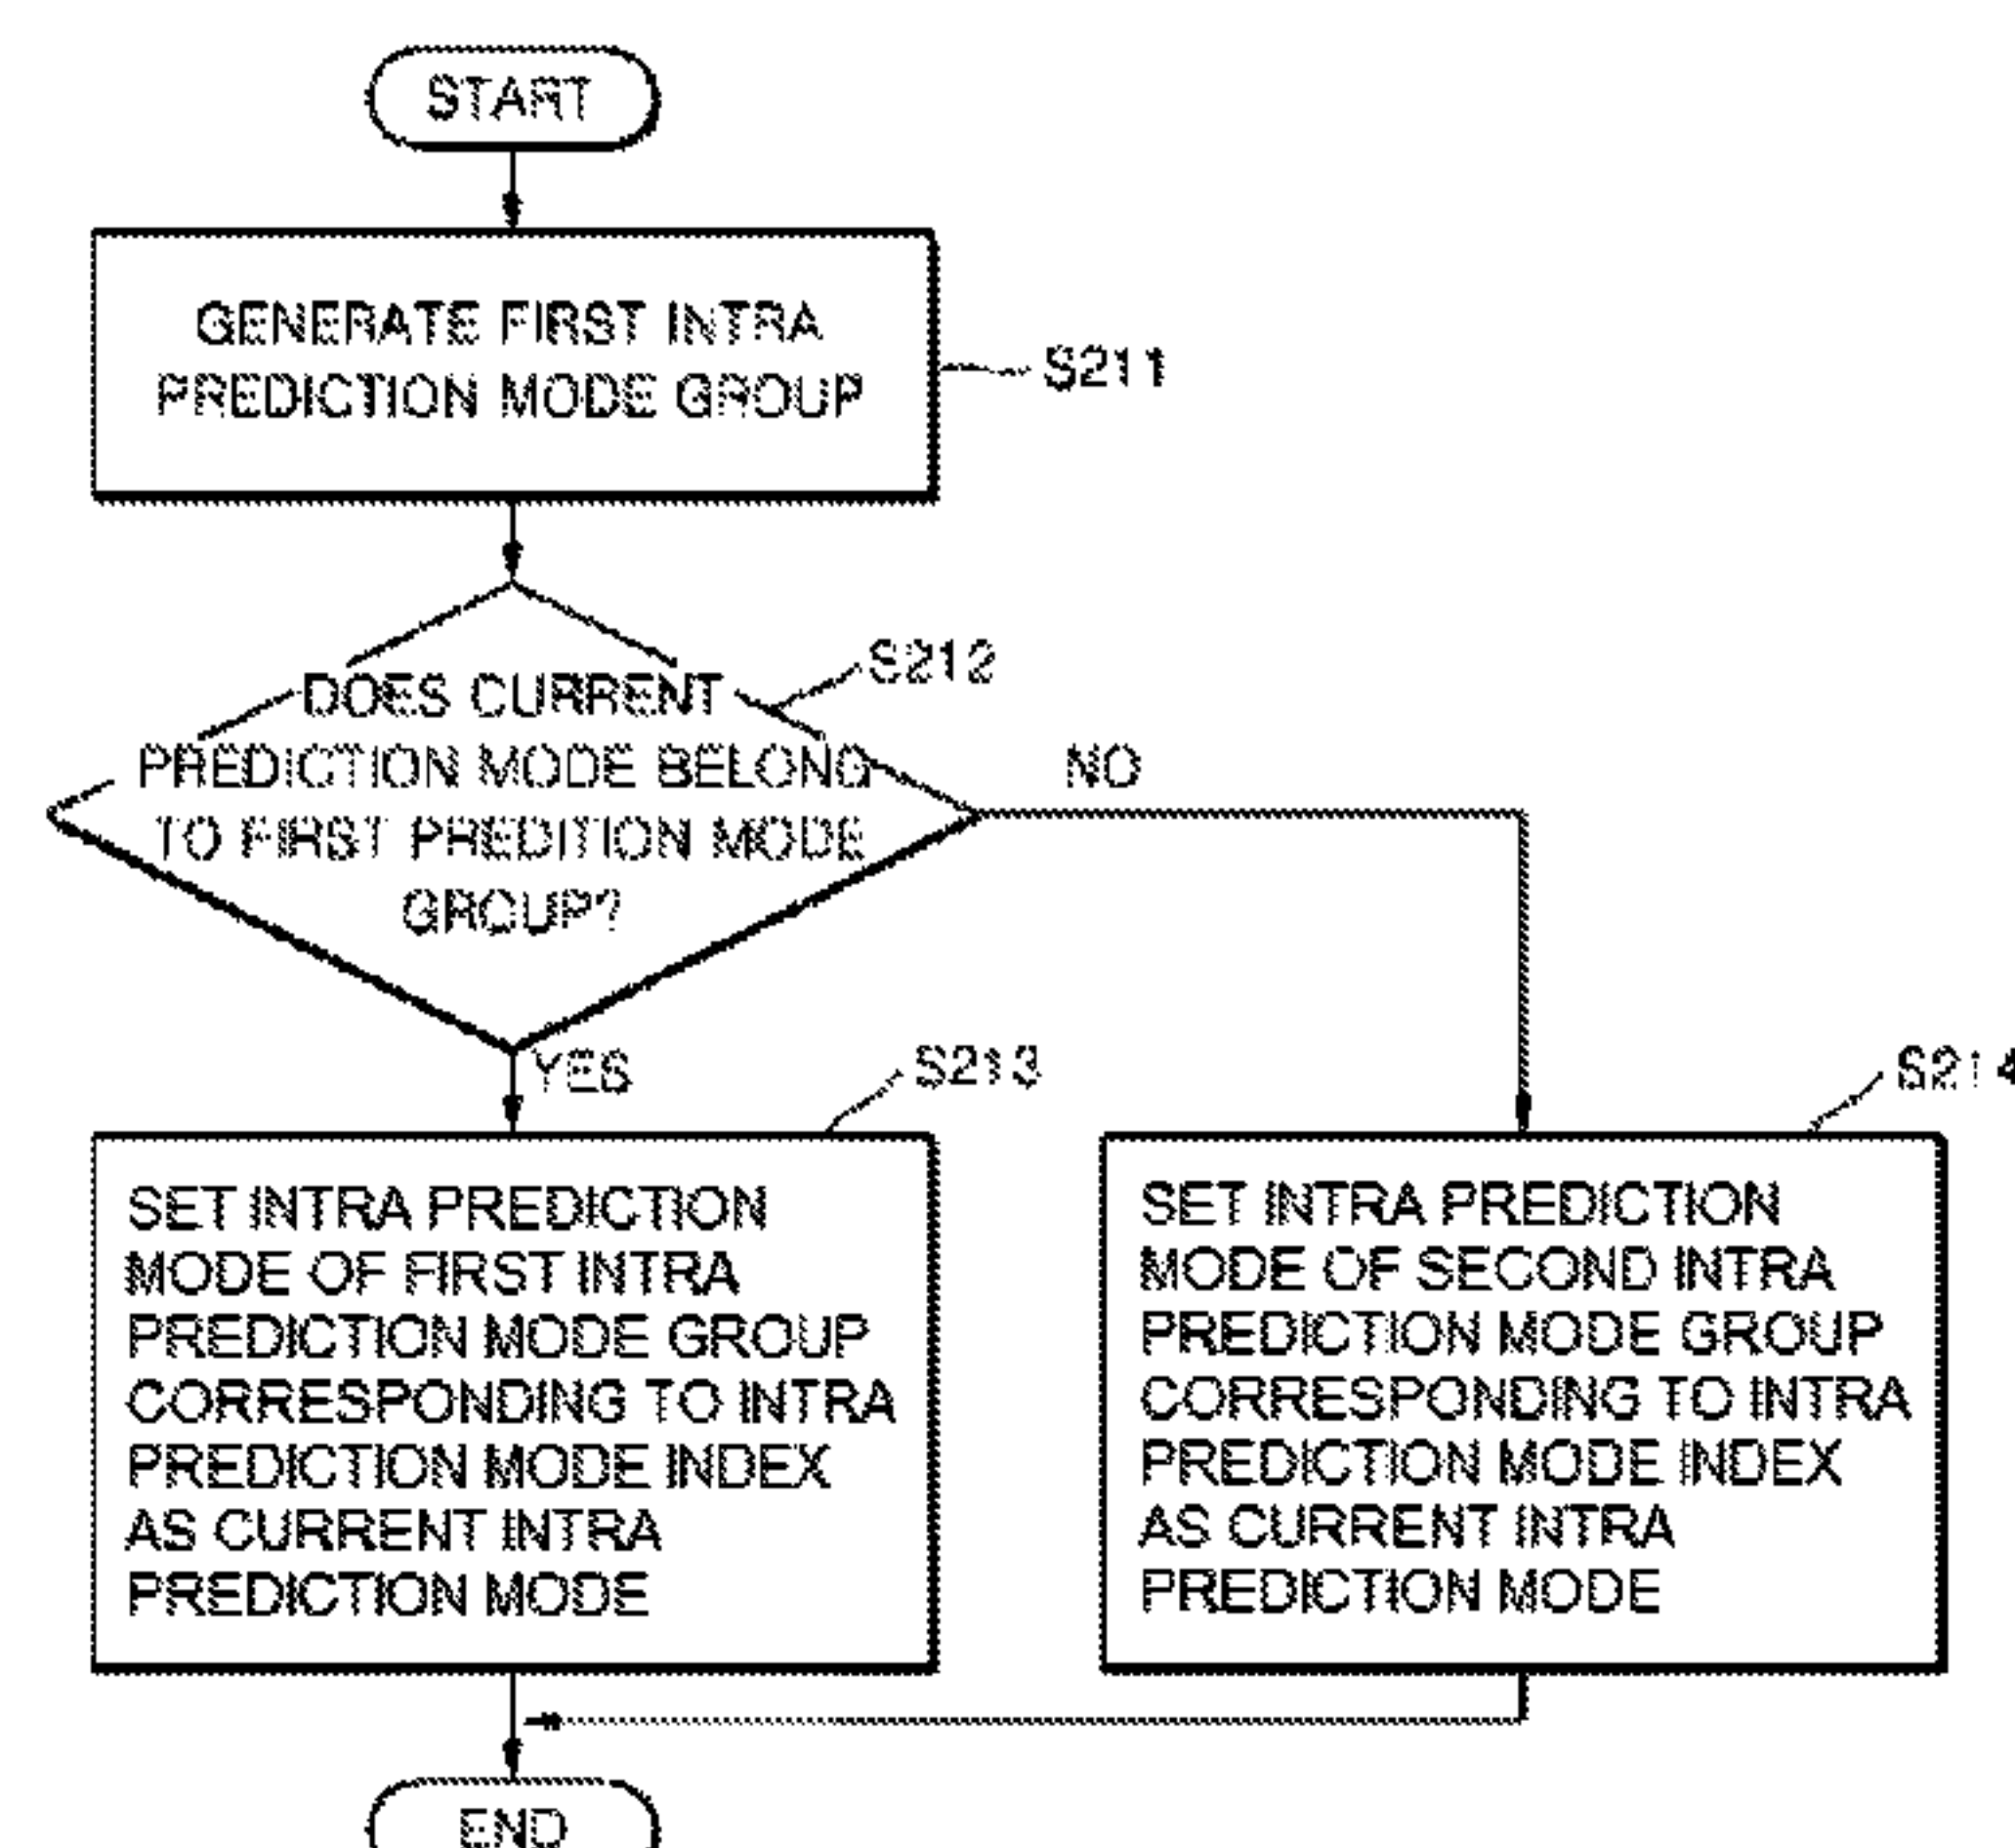 START
GENERATE FIRST INTRA
PREDICTION MODE GROUP
S211
DOES CURRENT
PREDICTION MODE BELONG
TO FIRST PREDITION MODE
GROUP?
S212
NO
YES
S213
SET INTRA PREDICTION
MODE OF FIRST INTRA
PREDICTION MODE GROUP
CORRESPONDING TO INTRA
PREDICTION MODE INDEX
AS CURRENT INTRA
PREDICTION MODE
S214
SET INTRA PREDICTION
MODE OF SECOND INTRA
PREDICTION MODE GROUP
CORRESPONDING TO INTRA
PREDICTION MODE INDEX
AS CURRENT INTRA
PREDICTION MODE
END